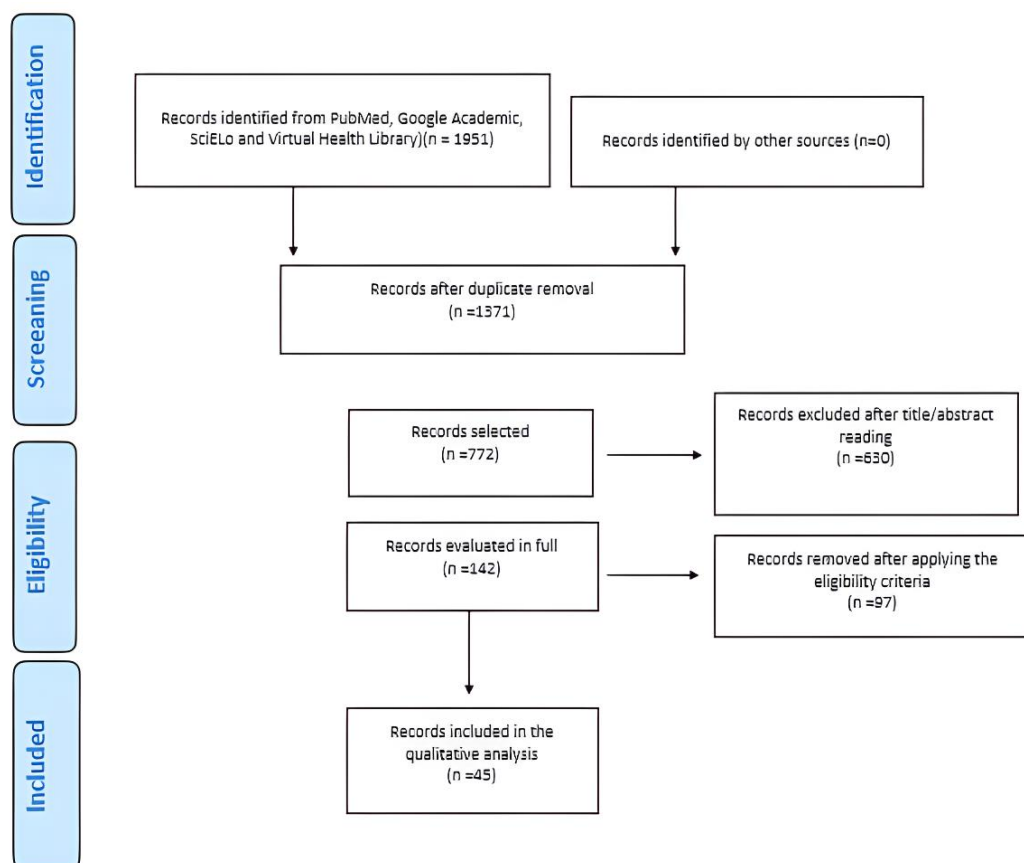 Identification
Records identified from PubMed, Google Academic,
SciELo and Virtual Health Library)(n = 1951)
Records identified by other sources (n=0)
Screeaning
Records after duplicate removal
(n =1371)
Records selected
(n =772)
Records excluded after title/abstract
reading
(n =630)
Eligibility
Records evaluated in full
(n =142)
Records removed after applying the
eligibility criteria
(n =97)
Included
Records included in the
qualitative analysis
(n =45)